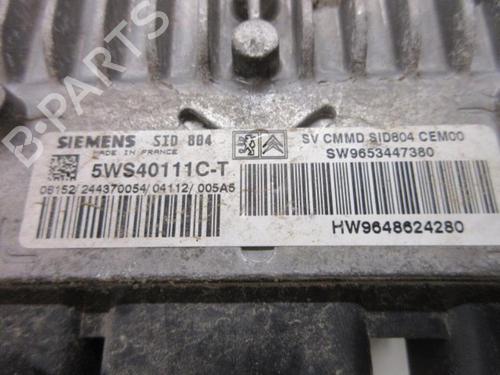 SIEMENS SID 804
MADE IN FRANCE
5WS40111C-T
08152/244370054/04112/005A5
SV CMMD SID804 CEM00
SW9653447380
HW9648624280
B-PARTS